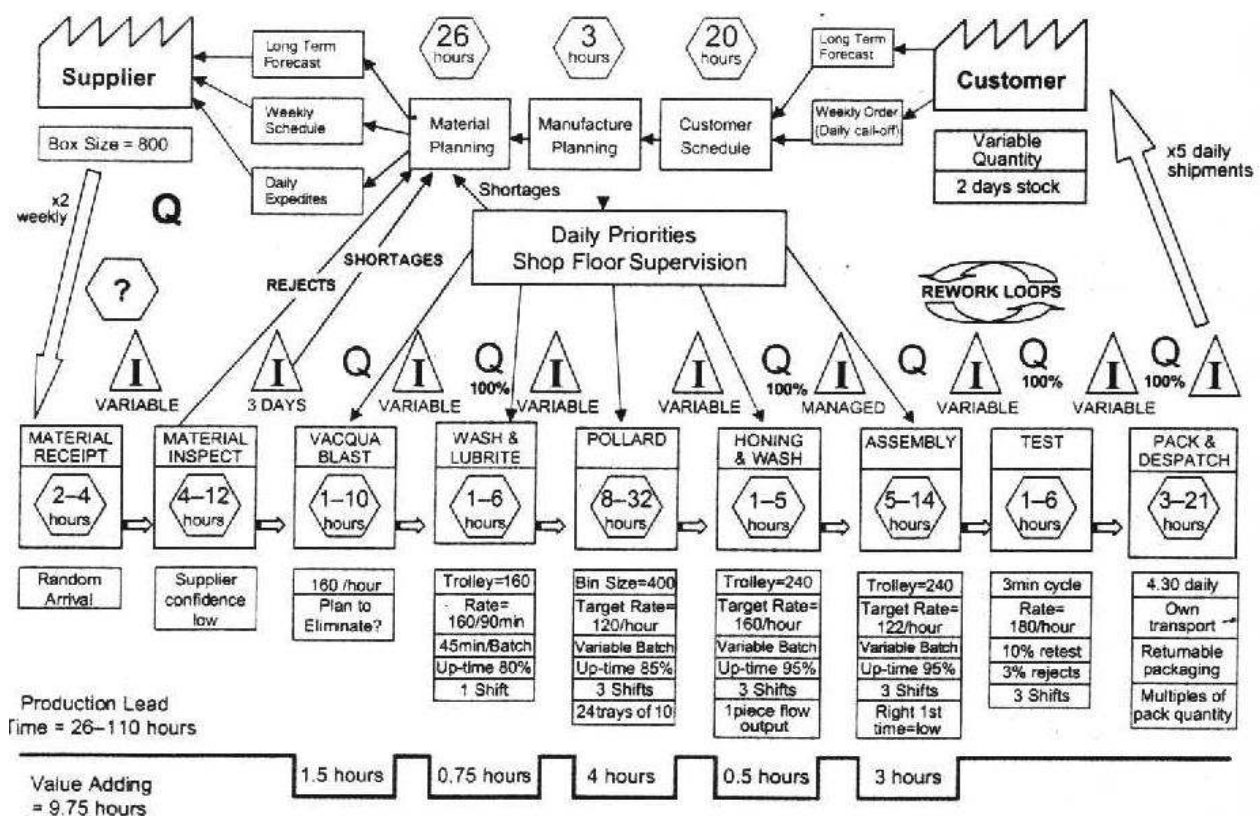 Supplier
Box Size = 800
x2
weekly
Q
?
Long Term
Forecast
Weekly
Schedule
Daily
Expedites
26
hours
3
hours
20
hours
Material
Planning
Manufacture
Planning
Customer
Schedule
Long Term
Forecast
Weekly Order
(Daily call-off)
Customer
Variable
Quantity
2 days stock
x5 daily
shipments
Shortages
Daily Priorities
Shop Floor Supervision
REJECTS
SHORTAGES
REWORK LOOPS
I
VARIABLE
I
3 DAYS
Q
I
VARIABLE
Q
100%
I
VARIABLE
I
VARIABLE
Q
100%
I
MANAGED
Q
I
VARIABLE
Q
100%
I
VARIABLE
Q
100%
I
MATERIAL
RECEIPT
2–4
hours
Random
Arrival
MATERIAL
INSPECT
4–12
hours
Supplier
confidence
low
VACQUA
BLAST
1–10
hours
160 /hour
Plan to
Eliminate?
WASH &
LUBRITE
1–6
hours
Trolley=160
Rate=
160/90min
45min/Batch
Up-time 80%
1 Shift
POLLARD
8–32
hours
Bin Size=400
Target Rate=
120/hour
Variable Batch
Up-time 85%
3 Shifts
24trays of 10
HONING
& WASH
1–5
hours
Trolley=240
Target Rate=
160/hour
Variable Batch
Up-time 95%
3 Shifts
1piece flow
output
ASSEMBLY
5–14
hours
Trolley=240
Target Rate=
122/hour
Variable Batch
Up-time 95%
3 Shifts
Right 1st
time=low
TEST
1–6
hours
3min cycle
Rate=
180/hour
10% retest
3% rejects
3 Shifts
PACK &
DESPATCH
3–21
hours
4.30 daily
Own
transport
Returnable
packaging
Multiples of
pack quantity
Production Lead
Time = 26–110 hours
Value Adding
= 9.75 hours
1.5 hours
0.75 hours
4 hours
0.5 hours
3 hours